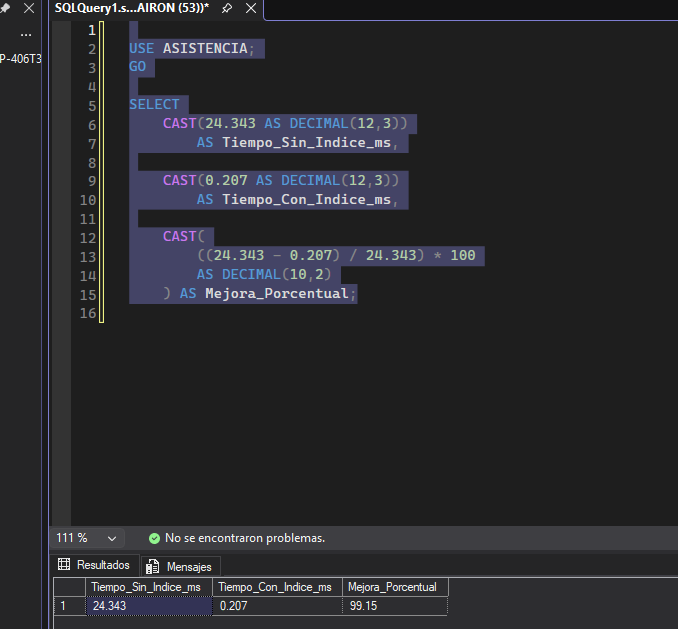 SQLQuery1.s...AIRON (53))*
...
P-406T3
1
2 USE ASISTENCIA;
3 GO
4
5 SELECT
6 CAST(24.343 AS DECIMAL(12,3))
7 AS Tiempo_Sin_Indice_ms,
8
9 CAST(0.207 AS DECIMAL(12,3))
10 AS Tiempo_Con_Indice_ms,
11
12 CAST(
13 ((24.343 - 0.207) / 24.343) * 100
14 AS DECIMAL(10,2)
15 ) AS Mejora_Porcentual;
16
111 % No se encontraron problemas.
Resultados Mensajes
Tiempo_Sin_Indice_ms Tiempo_Con_Indice_ms Mejora_Porcentual
1 24.343 0.207 99.15